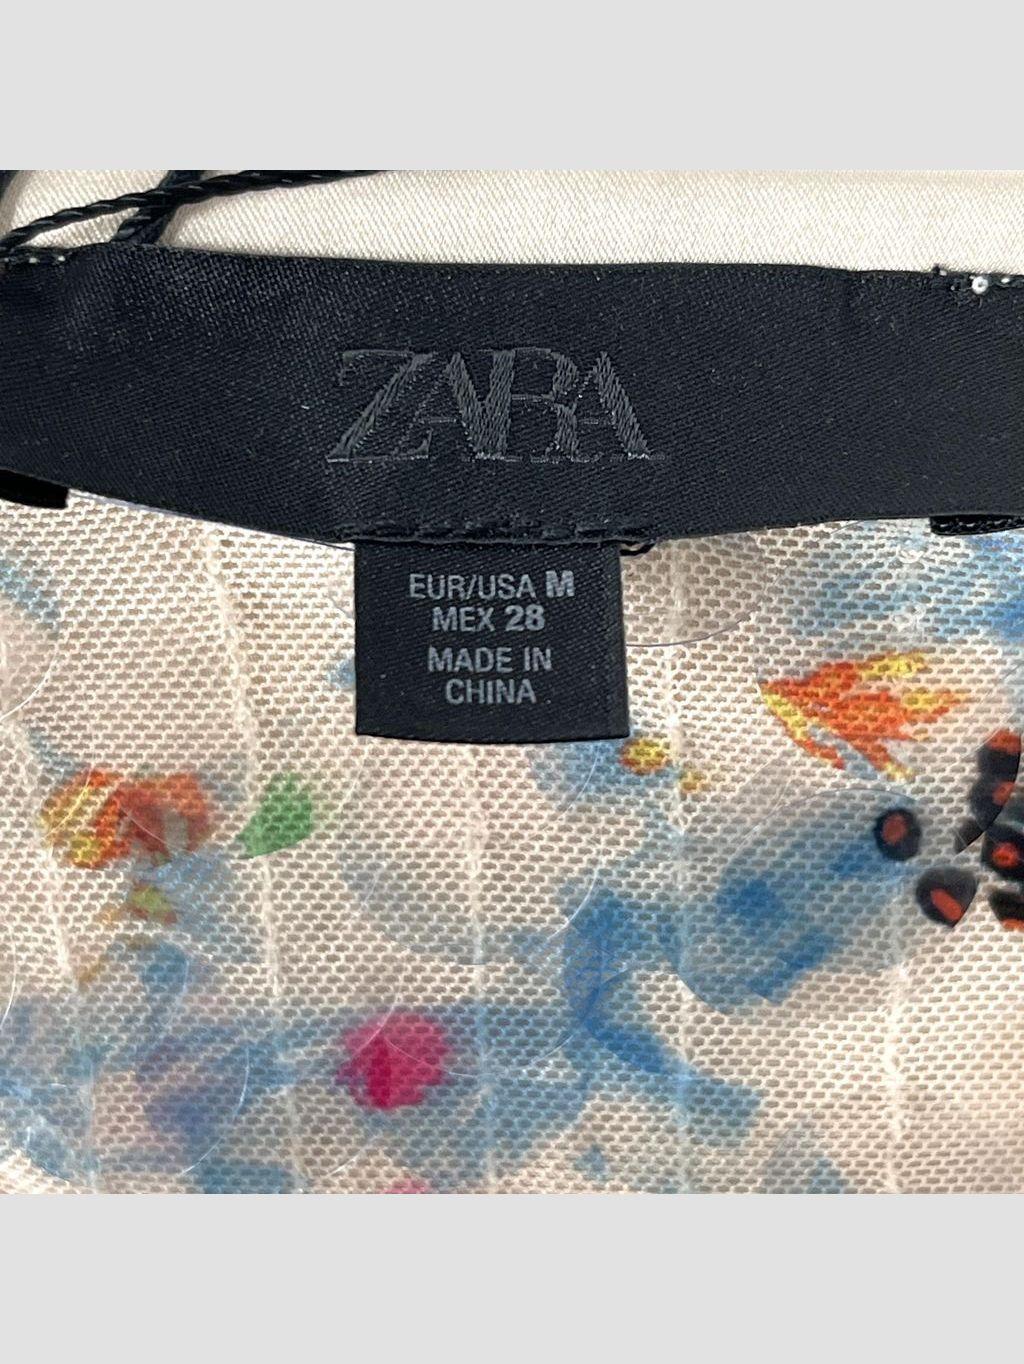 ZARA
EUR/USA M
MEX 28
MADE IN
CHINA